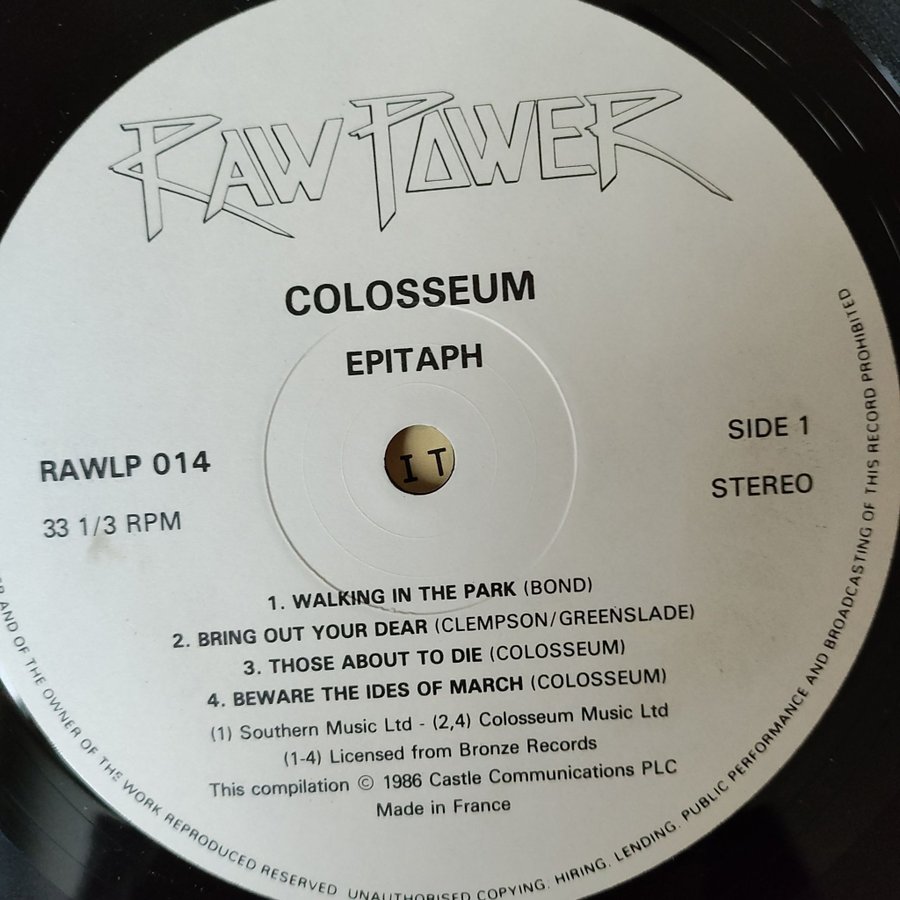 RAW POWER
COLOSSEUM
EPITAPH
RAWLP 014
33 1/3 RPM
SIDE 1
STEREO
IT
1. WALKING IN THE PARK (BOND)
2. BRING OUT YOUR DEAR (CLEMPSON/GREENSLADE)
3. THOSE ABOUT TO DIE (COLOSSEUM)
4. BEWARE THE IDES OF MARCH (COLOSSEUM)
(1) Southern Music Ltd - (2,4) Colosseum Music Ltd
(1-4) Licensed from Bronze Records
This compilation © 1986 Castle Communications PLC
Made in France
AND OF THE OWNER OF THE WORK REPRODUCED RESERVED UNAUTHORISED COPYING. HIRING. LENDING. PUBLIC PERFORMANCE AND BROADCASTING OF THIS RECORD PROHIBITED